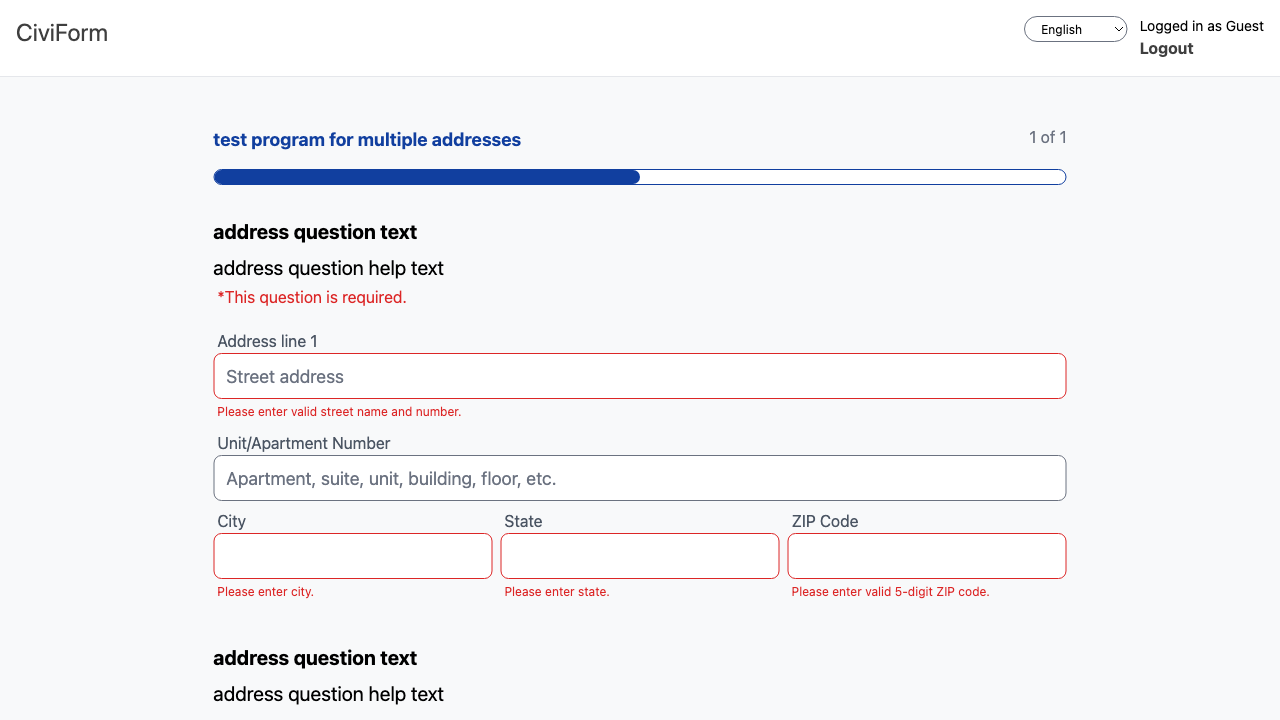 CiviForm
English
Logged in as Guest
Logout
test program for multiple addresses
1 of 1
address question text
address question help text
*This question is required.
Address line 1
Street address
Please enter valid street name and number.
Unit/Apartment Number
Apartment, suite, unit, building, floor, etc.
City State ZIP Code
Please enter city. Please enter state. Please enter valid 5-digit ZIP code.
address question text
address question help text